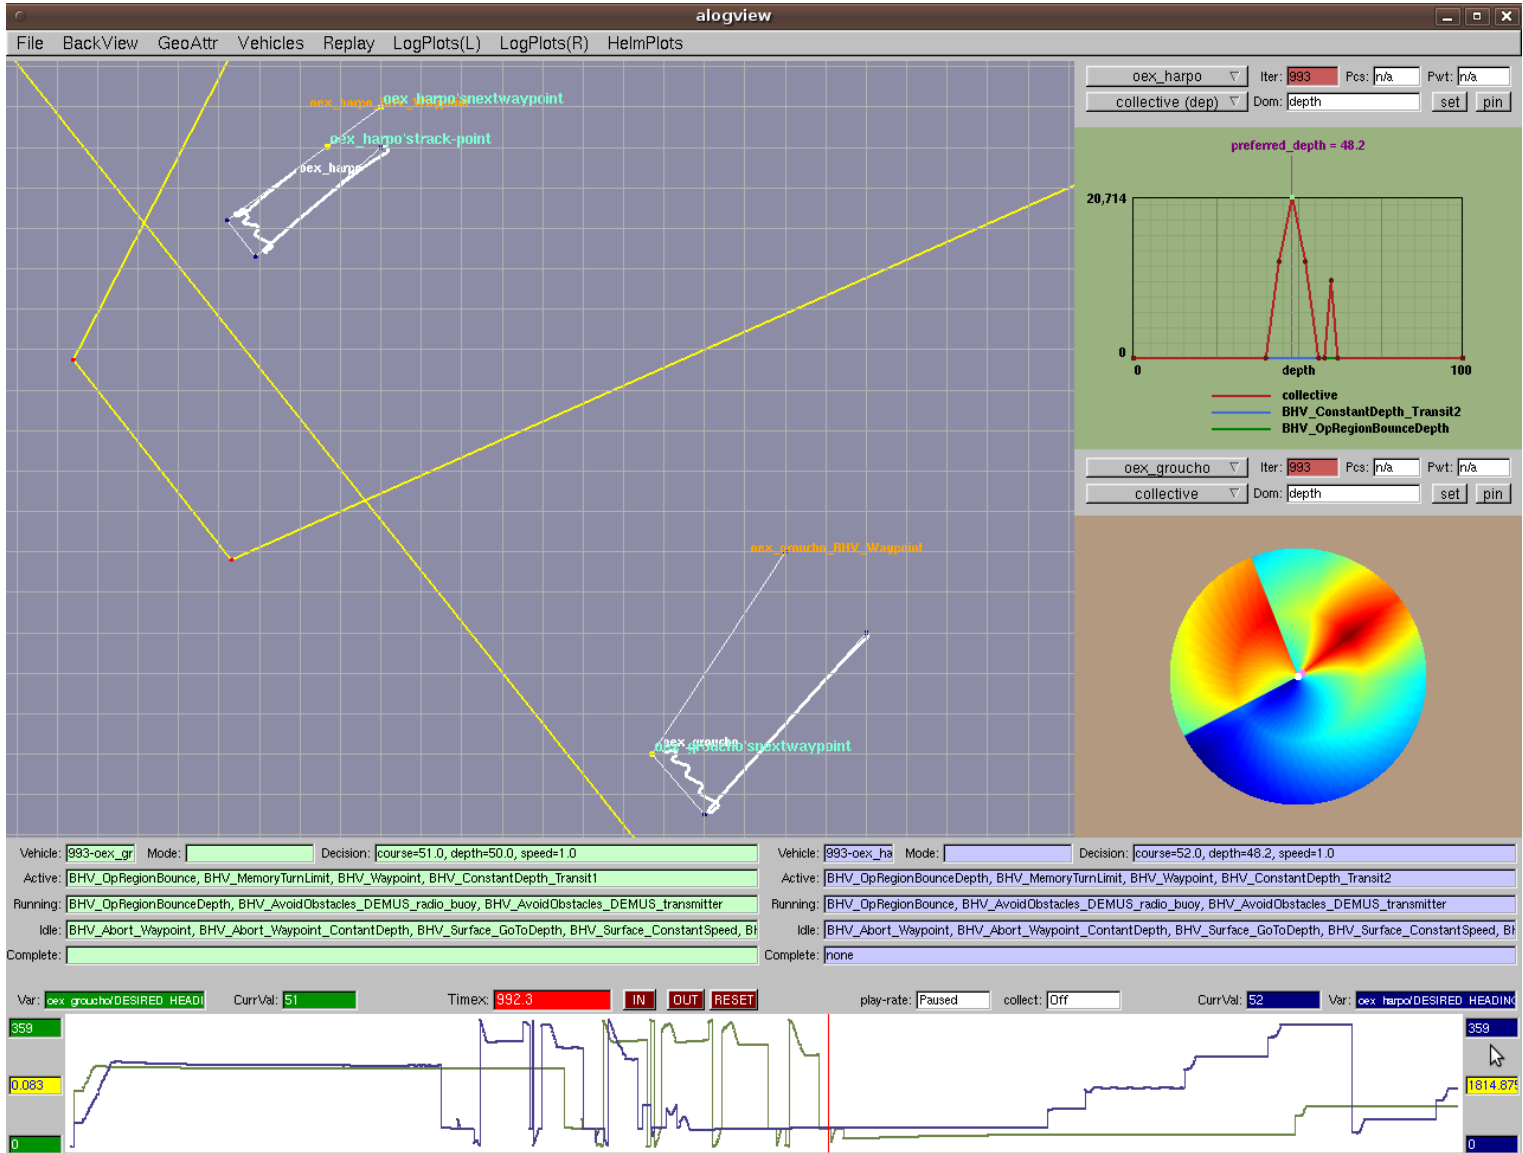 alogview
File BackView GeoAttr Vehicles Replay LogPlots(L) LogPlots(R) HelmPlots
oex_harpo Iter: 993 Pcs: n/a Pwt: n/a
collective (dep) Dom: depth set pin
oex_harpo'snextwaypoint
oex_harpo'strack-point
oex_harpo
preferred_depth = 48.2
20,714
0
0 depth 100
collective
BHV_ConstantDepth_Transit2
BHV_OpRegionBounceDepth
oex_groucho Iter: 993 Pcs: n/a Pwt: n/a
collective Dom: depth set pin
oex_groucho_BHV_Waypoint
oex_groucho
oex_groucho'snextwaypoint
Vehicle: 993-oex_gr Mode: Decision: course=51.0, depth=50.0, speed=1.0
Active: BHV_OpRegionBounce, BHV_MemoryTurnLimit, BHV_Waypoint, BHV_ConstantDepth_Transit1
Running: BHV_OpRegionBounceDepth, BHV_AvoidObstacles_DEMUS_radio_buoy, BHV_AvoidObstacles_DEMUS_transmitter
Idle: BHV_Abort_Waypoint, BHV_Abort_Waypoint_ContantDepth, BHV_Surface_GoToDepth, BHV_Surface_ConstantSpeed, BH
Complete:
Vehicle: 993-oex_ha Mode: Decision: course=52.0, depth=48.2, speed=1.0
Active: BHV_OpRegionBounceDepth, BHV_MemoryTurnLimit, BHV_Waypoint, BHV_ConstantDepth_Transit2
Running: BHV_OpRegionBounce, BHV_AvoidObstacles_DEMUS_radio_buoy, BHV_AvoidObstacles_DEMUS_transmitter
Idle: BHV_Abort_Waypoint, BHV_Abort_Waypoint_ContantDepth, BHV_Surface_GoToDepth, BHV_Surface_ConstantSpeed, BH
Complete: none
Var: oex_groucho/DESIRED_HEADI CurrVal: 51 Timex: 992.3 IN OUT RESET play-rate: Paused collect: Off CurrVal: 52 Var: oex_harpo/DESIRED_HEADING
359 359
0.083 1814.875
0 0